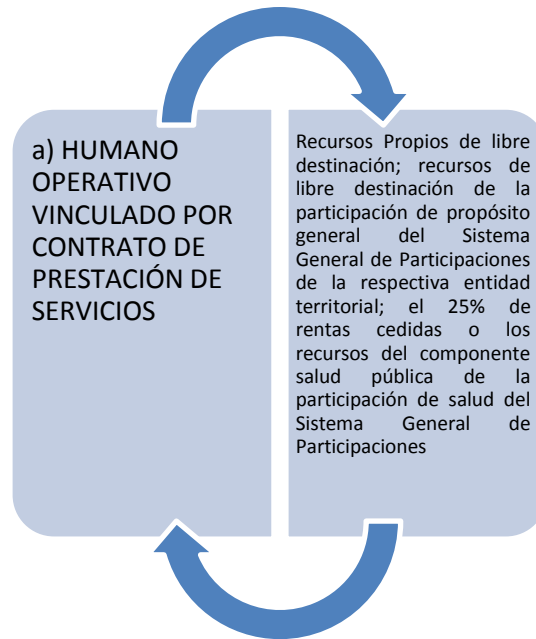 a) HUMANO
OPERATIVO
VINCULADO POR
CONTRATO DE
PRESTACIÓN DE
SERVICIOS
Recursos Propios de libre
destinación; recursos de
libre destinación de la
participación de propósito
general del Sistema
General de Participaciones
de la respectiva entidad
territorial; el 25% de
rentas cedidas o los
recursos del componente
salud pública de la
participación de salud del
Sistema General de
Participaciones